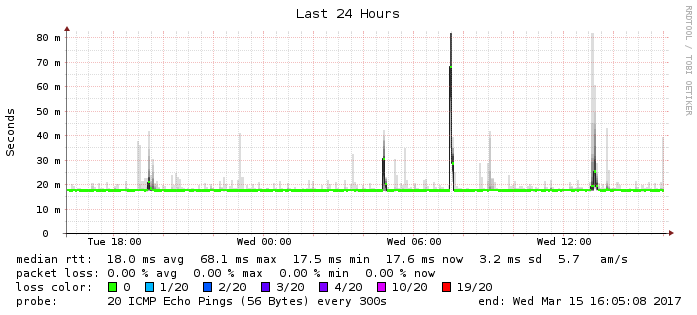 Last 24 Hours
RRDTOOL / TOBI OETIKER
Seconds
80 m
70 m
60 m
50 m
40 m
30 m
20 m
10 m
0
Tue 18:00 Wed 00:00 Wed 06:00 Wed 12:00
median rtt: 18.0 ms avg 68.1 ms max 17.5 ms min 17.6 ms now 3.2 ms sd 5.7 am/s
packet loss: 0.00 % avg 0.00 % max 0.00 % min 0.00 % now
loss color: 0 1/20 2/20 3/20 4/20 10/20 19/20
probe: 20 ICMP Echo Pings (56 Bytes) every 300s end: Wed Mar 15 16:05:08 2017